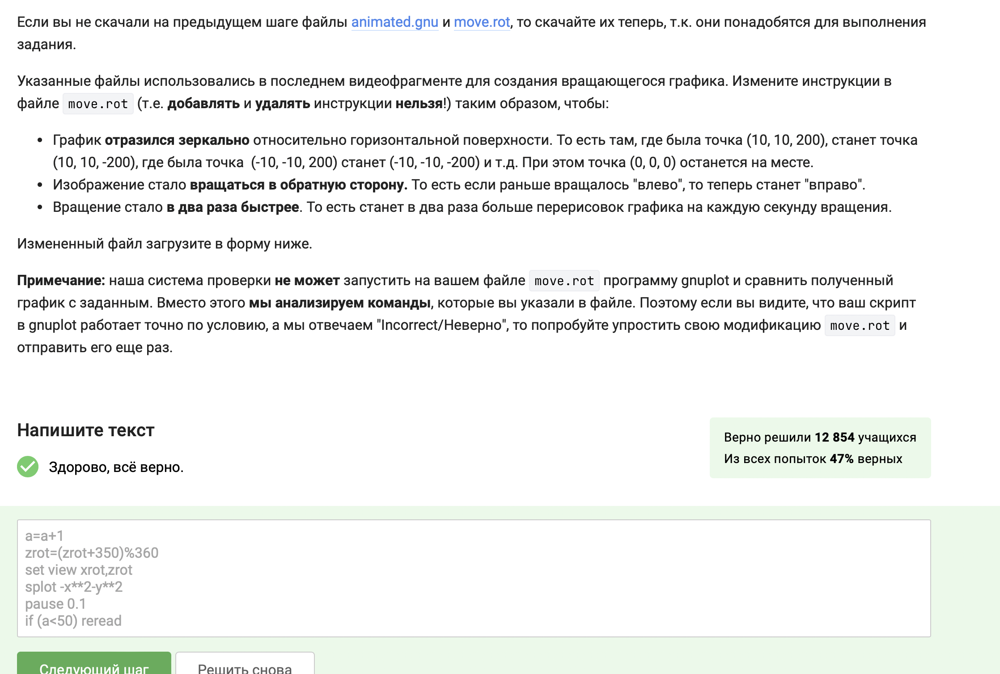 Если вы не скачали на предыдущем шаге файлы animated.gnu и move.rot, то скачайте их теперь, т.к. они понадобятся для выполнения
задания.
Указанные файлы использовались в последнем видеофрагменте для создания вращающегося графика. Измените инструкции в
файле move.rot (т.е. добавлять и удалять инструкции нельзя!) таким образом, чтобы:
• График отразился зеркально относительно горизонтальной поверхности. То есть там, где была точка (10, 10, 200), станет точка
(10, 10, -200), где была точка (-10, -10, 200) станет (-10, -10, -200) и т.д. При этом точка (0, 0, 0) останется на месте.
• Изображение стало вращаться в обратную сторону. То есть если раньше вращалось "влево", то теперь станет "вправо".
• Вращение стало в два раза быстрее. То есть станет в два раза больше перерисовок графика на каждую секунду вращения.
Измененный файл загрузите в форму ниже.
Примечание: наша система проверки не может запустить на вашем файле move.rot программу gnuplot и сравнить полученный
график с заданным. Вместо этого мы анализируем команды, которые вы указали в файле. Поэтому если вы видите, что ваш скрипт
в gnuplot работает точно по условию, а мы отвечаем "Incorrect/Неверно", то попробуйте упростить свою модификацию move.rot и
отправить его еще раз.
Напишите текст
Верно решили 12 854 учащихся
Из всех попыток 47% верных
Здорово, всё верно.
a=a+1
zrot=(zrot+350)%360
set view xrot,zrot
splot -x**2-y**2
pause 0.1
if (a<50) reread
Следующий шаг
Решить снова